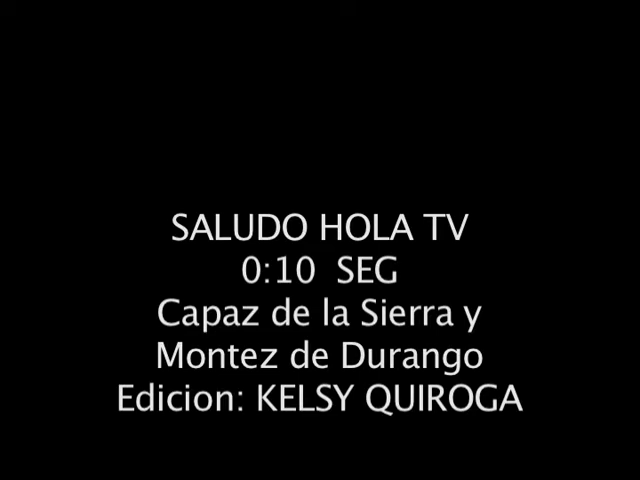 SALUDO HOLA TV
0:10 SEG
Capaz de la Sierra y
Montez de Durango
Edicion: KELSY QUIROGA